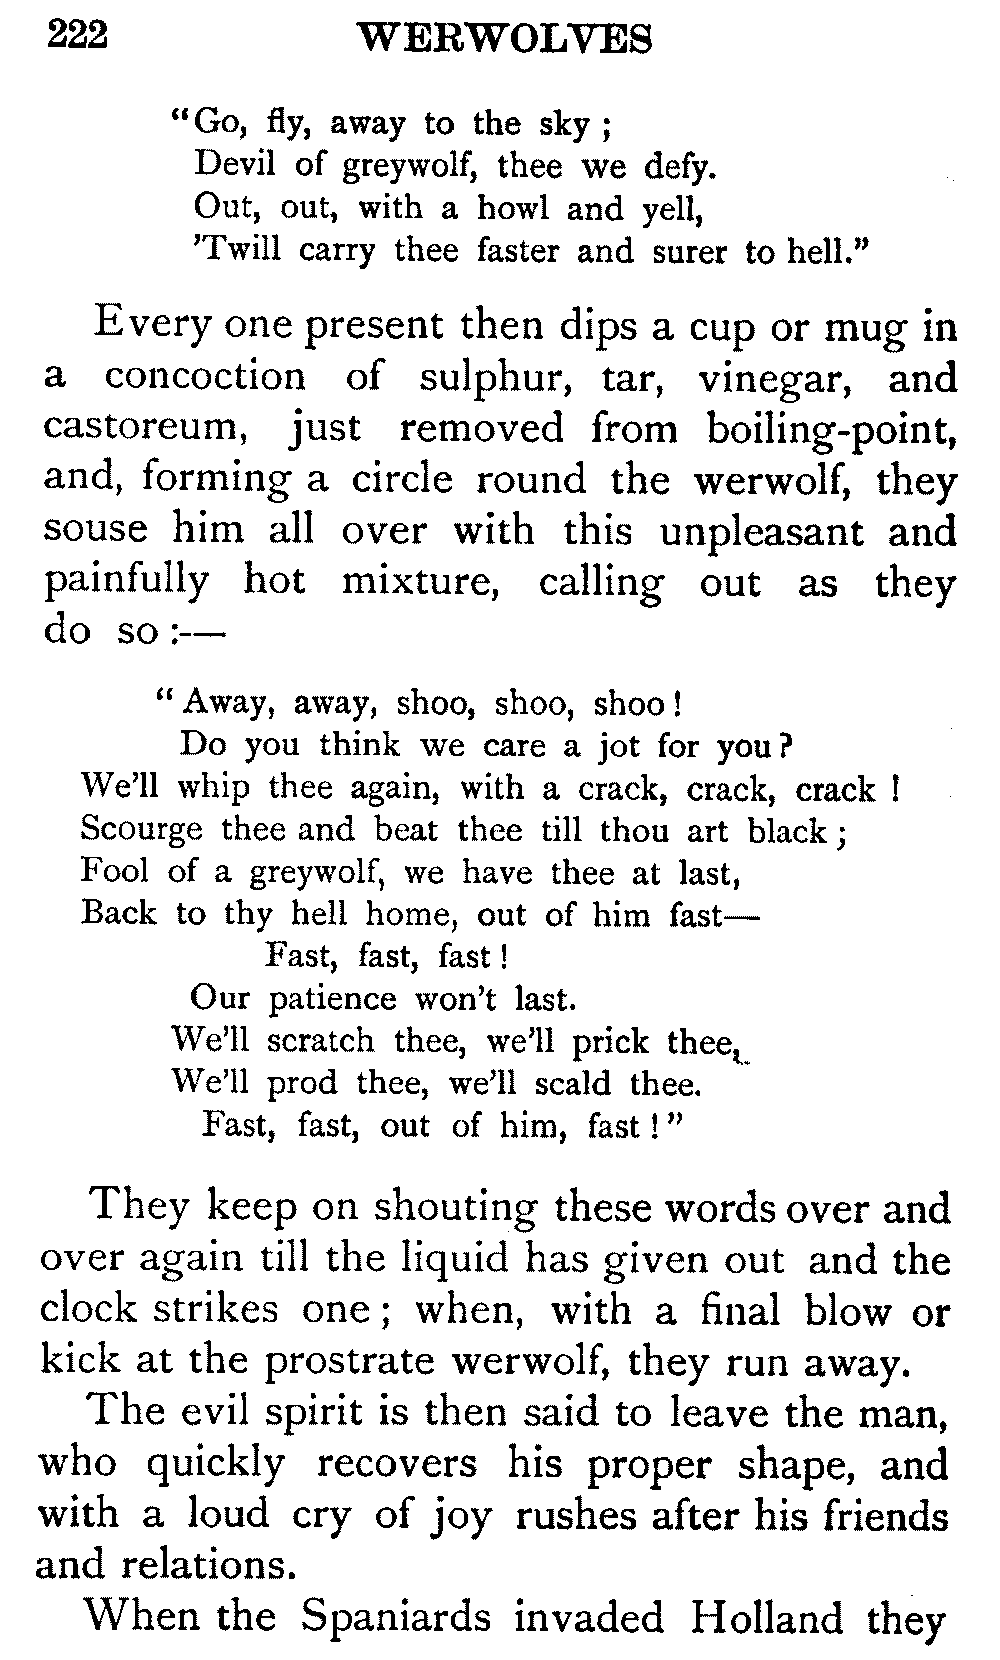 222 WERWOLVES
"Go, fly, away to the sky ;
Devil of greywolf, thee we defy.
Out, out, with a howl and yell,
'Twill carry thee faster and surer to hell."
Every one present then dips a cup or mug in
a concoction of sulphur, tar, vinegar, and
castoreum, just removed from boiling-point,
and, forming a circle round the werwolf, they
souse him all over with this unpleasant and
painfully hot mixture, calling out as they
do so :—
" Away, away, shoo, shoo, shoo !
Do you think we care a jot for you ?
We'll whip thee again, with a crack, crack, crack !
Scourge thee and beat thee till thou art black ;
Fool of a greywolf, we have thee at last,
Back to thy hell home, out of him fast—
Fast, fast, fast !
Our patience won't last.
We'll scratch thee, we'll prick thee,
We'll prod thee, we'll scald thee.
Fast, fast, out of him, fast ! "
They keep on shouting these words over and
over again till the liquid has given out and the
clock strikes one ; when, with a final blow or
kick at the prostrate werwolf, they run away.
The evil spirit is then said to leave the man,
who quickly recovers his proper shape, and
with a loud cry of joy rushes after his friends
and relations.
When the Spaniards invaded Holland they